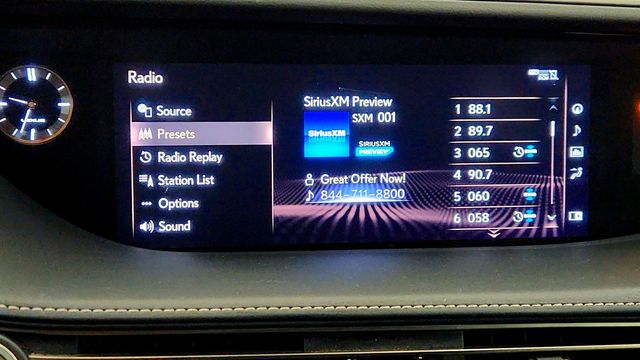 Radio
LEXUS
Source
Presets
Radio Replay
Station List
Options
Sound
SiriusXM Preview
SXM 001
SiriusXM
SIRIUSXM
PREVIEW
Great Offer Now!
844-711-8800
1 88.1
2 89.7
3 065
4 90.7
5 060
6 058